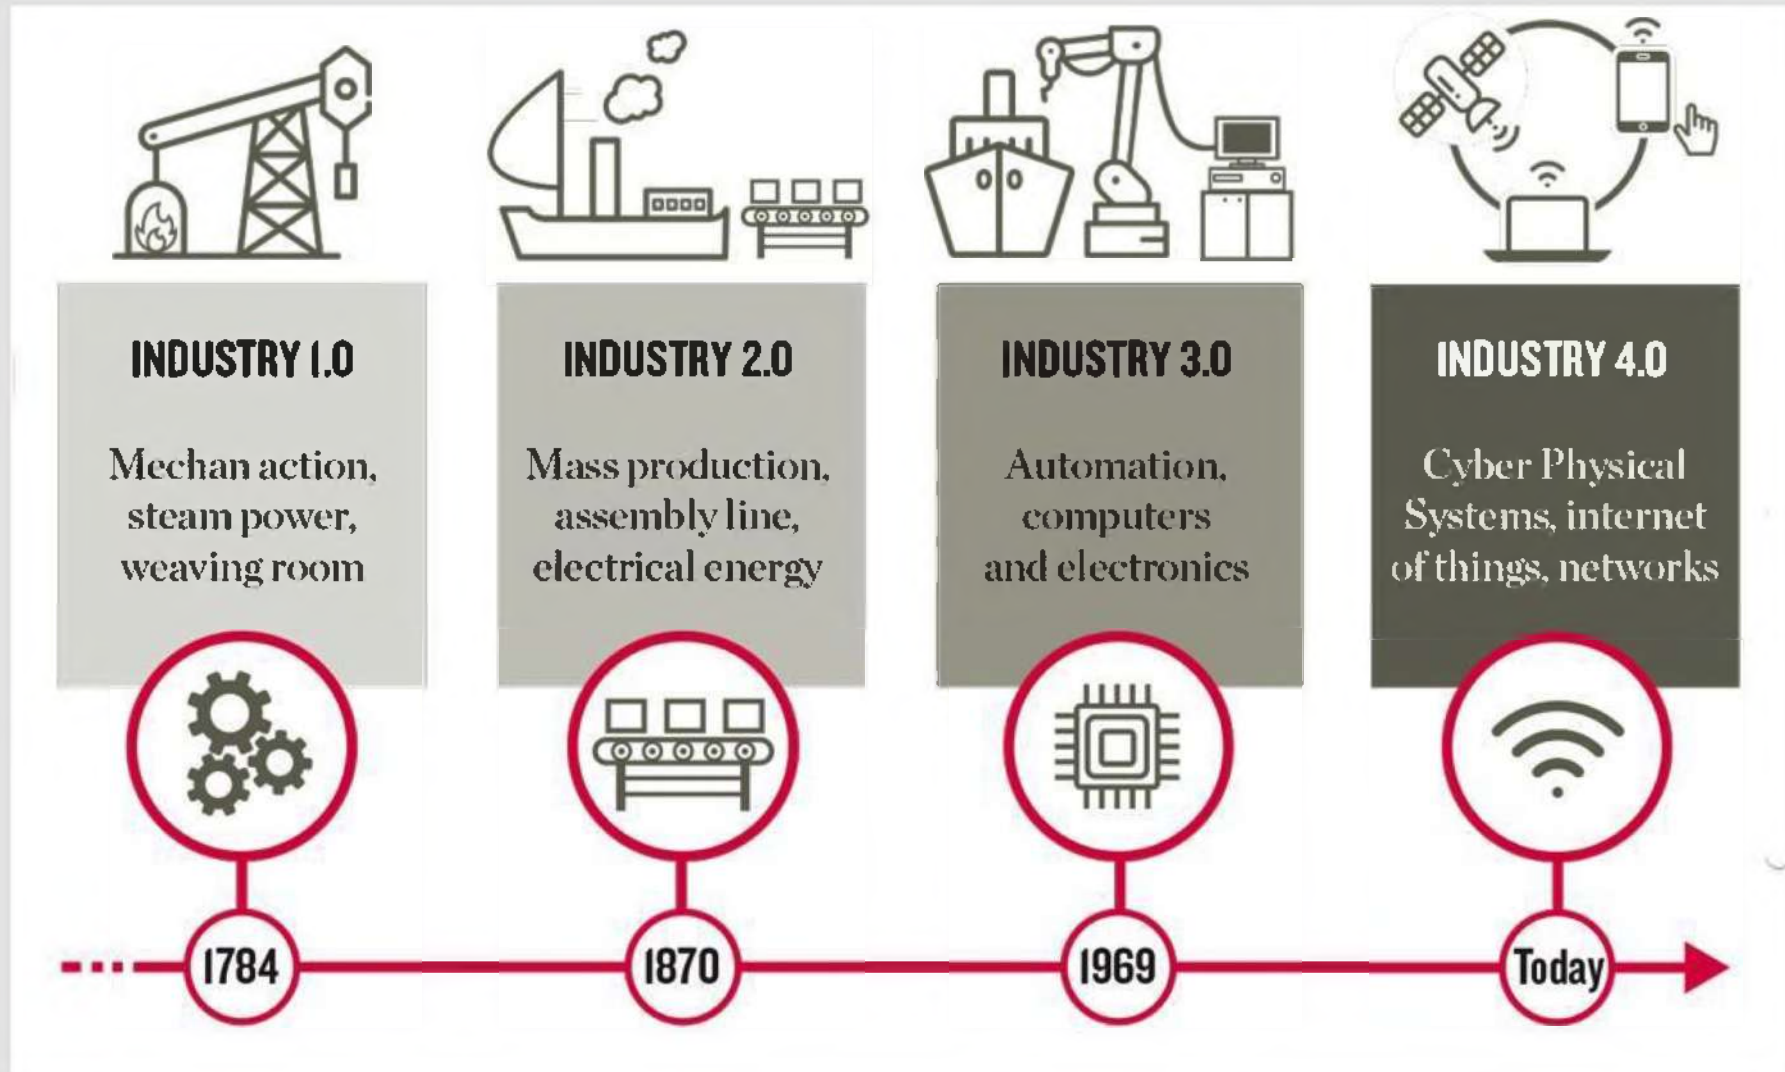 INDUSTRY 1.0
Mechan action,
steam power,
weaving room
INDUSTRY 2.0
Mass production,
assembly line,
electrical energy
INDUSTRY 3.0
Automation,
computers
and electronics
INDUSTRY 4.0
Cyber Physical
Systems, internet
of things, networks
1784
1870
1969
Today